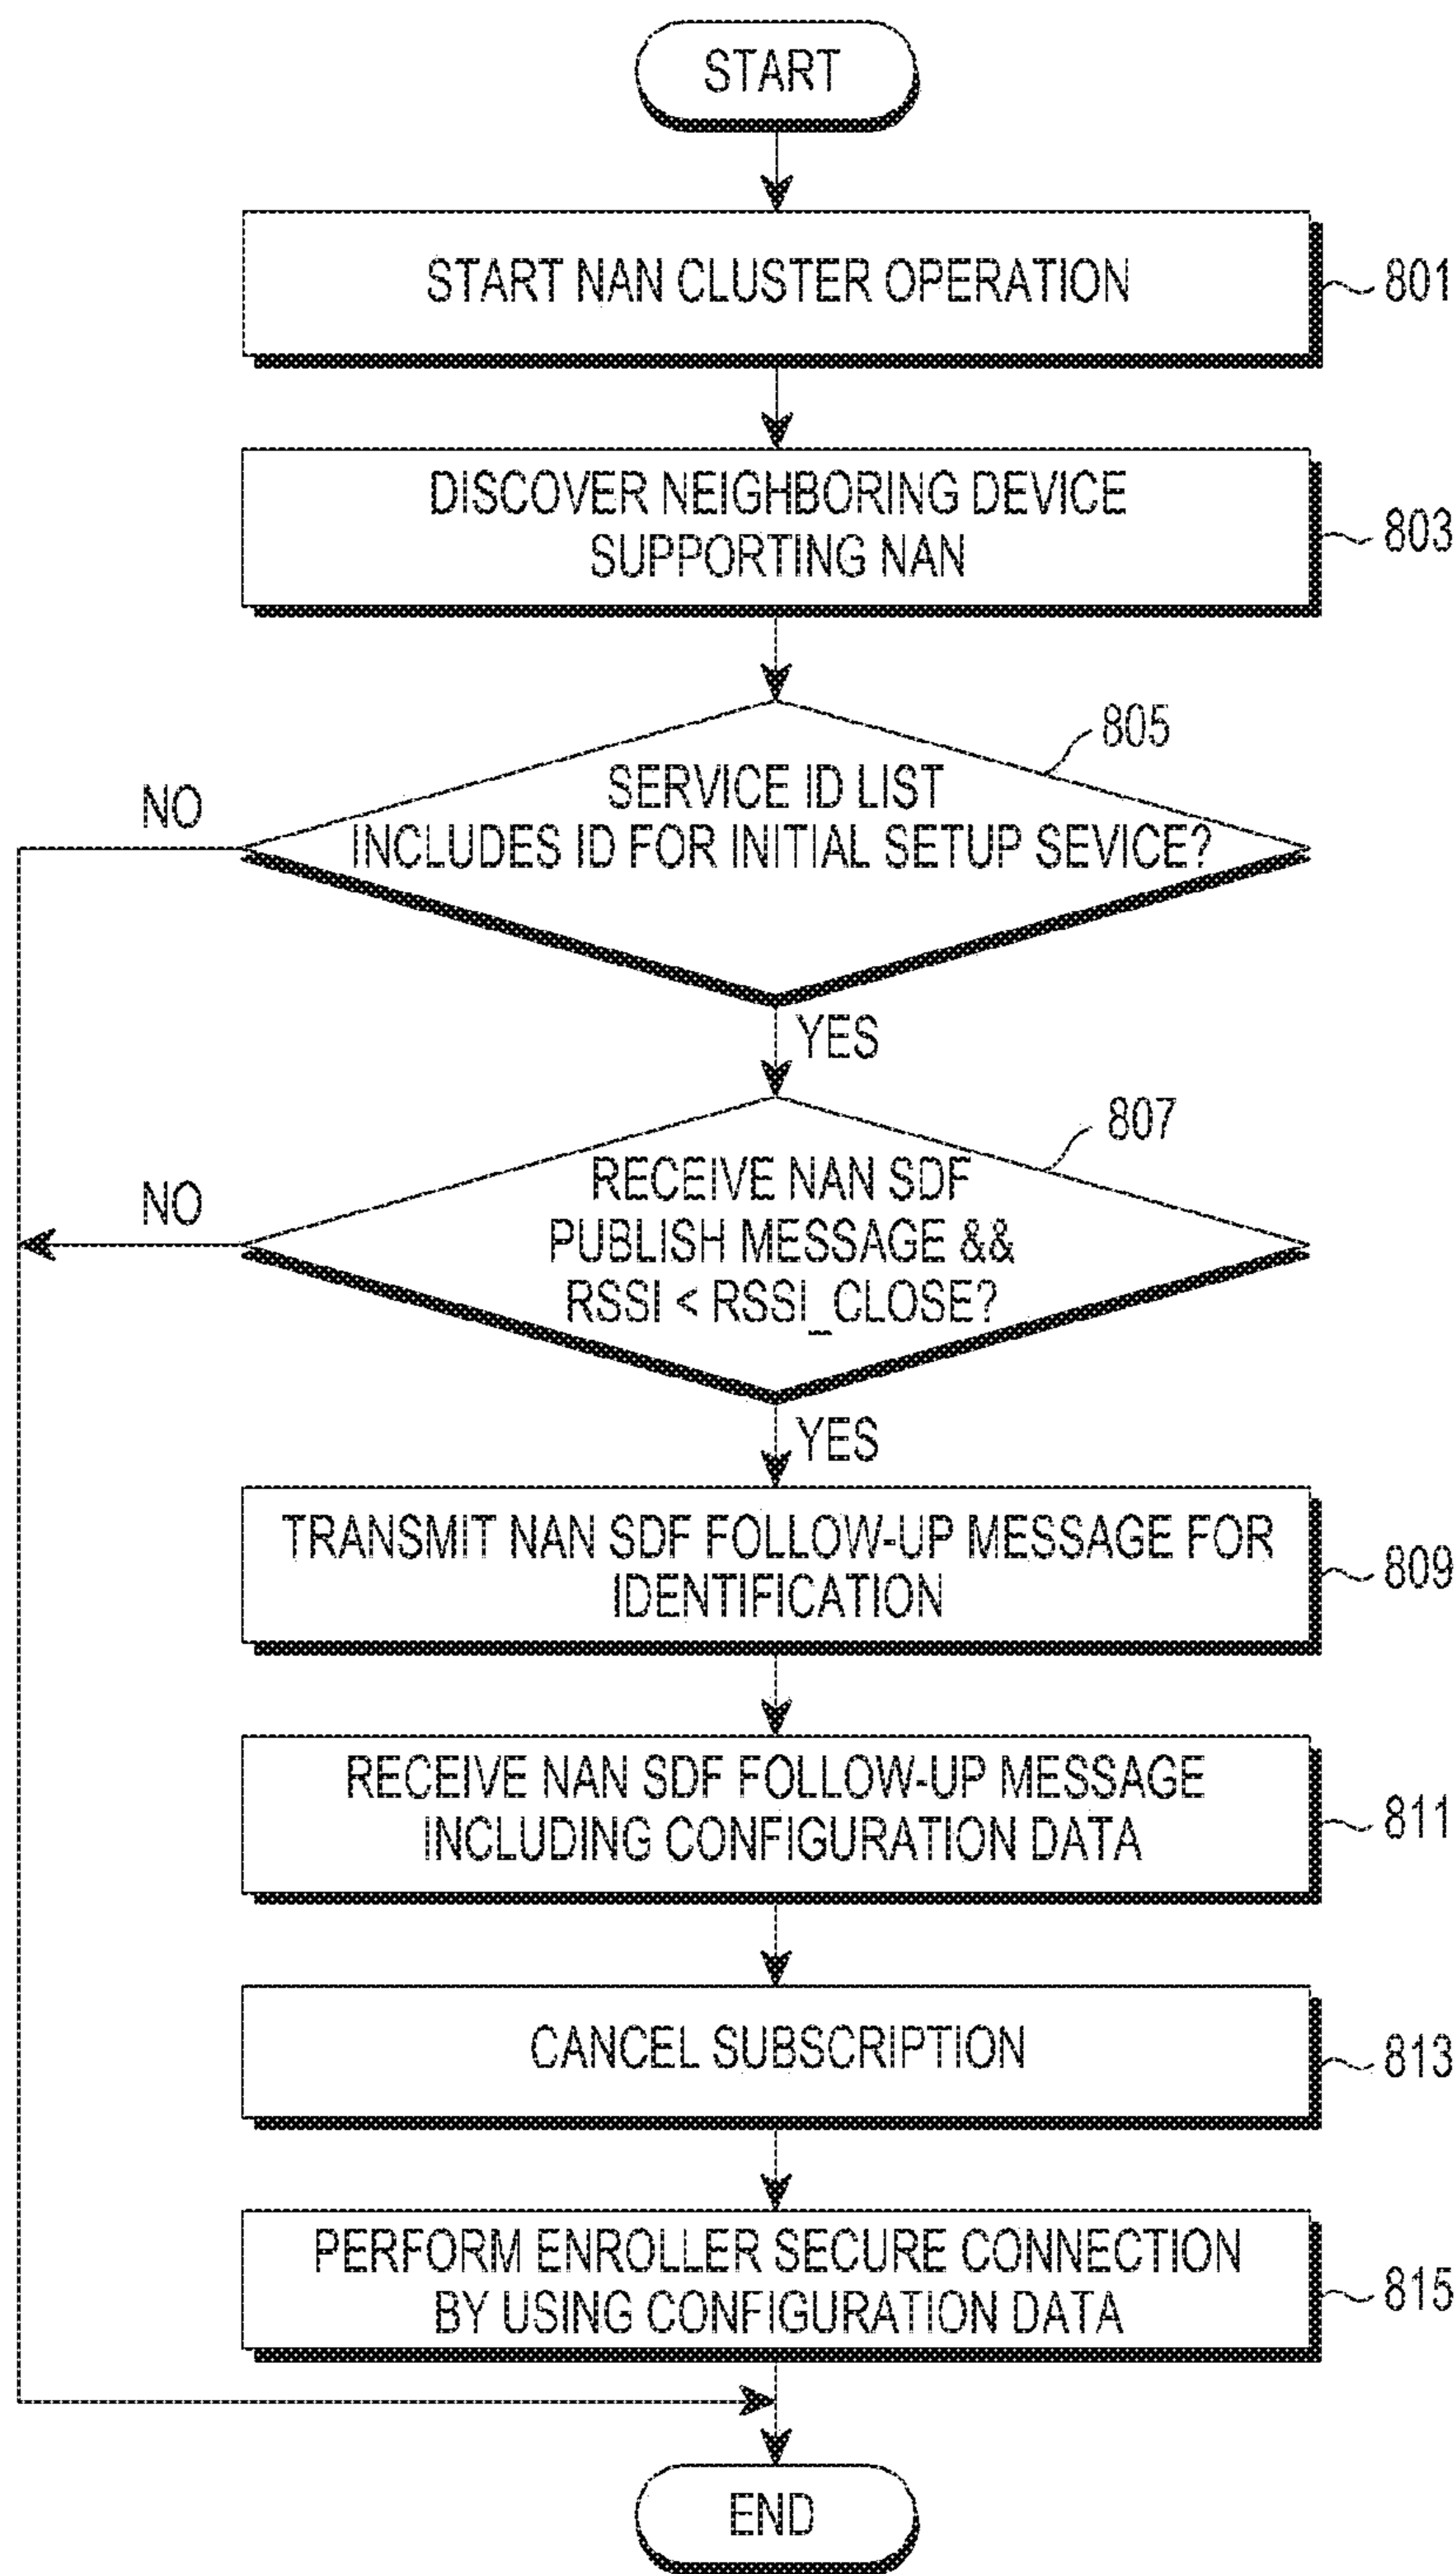 START
START NAN CLUSTER OPERATION
801
DISCOVER NEIGHBORING DEVICE
SUPPORTING NAN
803
805
SERVICE ID LIST
INCLUDES ID FOR INITIAL SETUP SEVICE?
NO
YES
807
RECEIVE NAN SDF
PUBLISH MESSAGE &&
RSSI < RSSI_CLOSE?
NO
YES
TRANSMIT NAN SDF FOLLOW-UP MESSAGE FOR
IDENTIFICATION
809
RECEIVE NAN SDF FOLLOW-UP MESSAGE
INCLUDING CONFIGURATION DATA
811
CANCEL SUBSCRIPTION
813
PERFORM ENROLLER SECURE CONNECTION
BY USING CONFIGURATION DATA
815
END